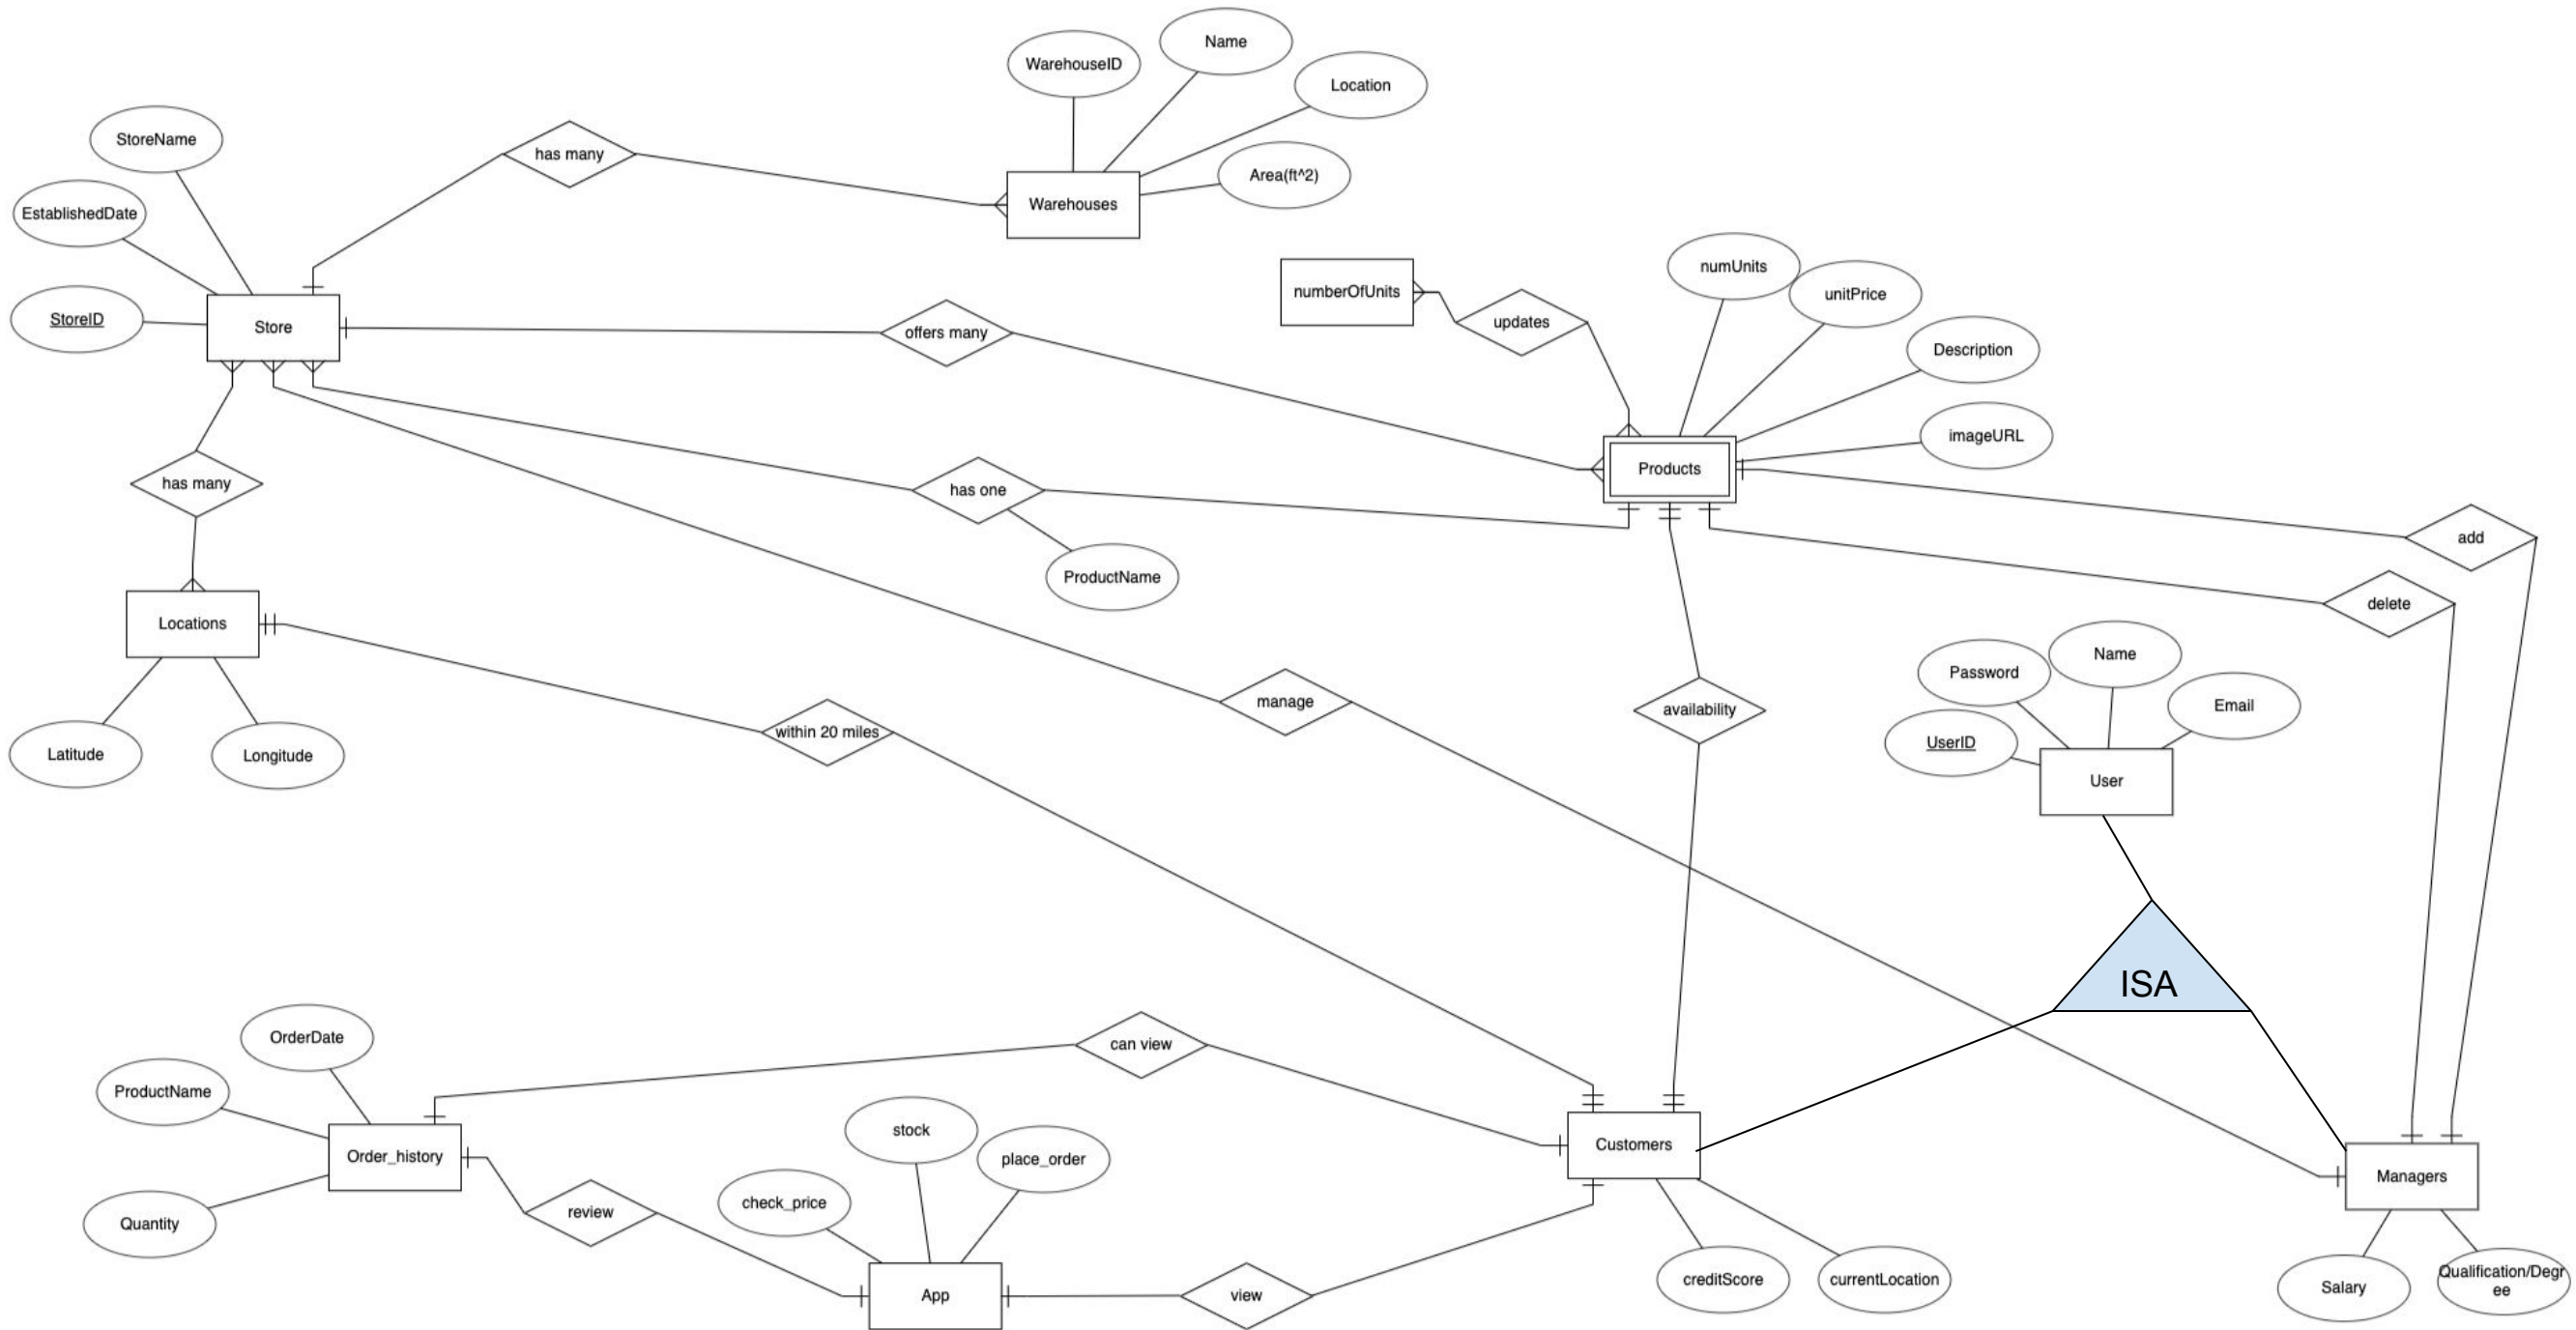 Name
WarehouseID
Location
StoreName
has many
Area(ft^2)
Warehouses
EstablishedDate
numUnits
numberOfUnits
unitPrice
StoreID
Store
offers many
updates
Description
imageURL
Products
has many
has one
add
ProductName
delete
Locations
Name
Password
Email
manage
availability
within 20 miles
UserID
Latitude
Longitude
User
ISA
OrderDate
can view
ProductName
stock
Customers
Order_history
place_order
Managers
check_price
review
Quantity
creditScore
currentLocation
Qualification/Degr
ee
Salary
App
view